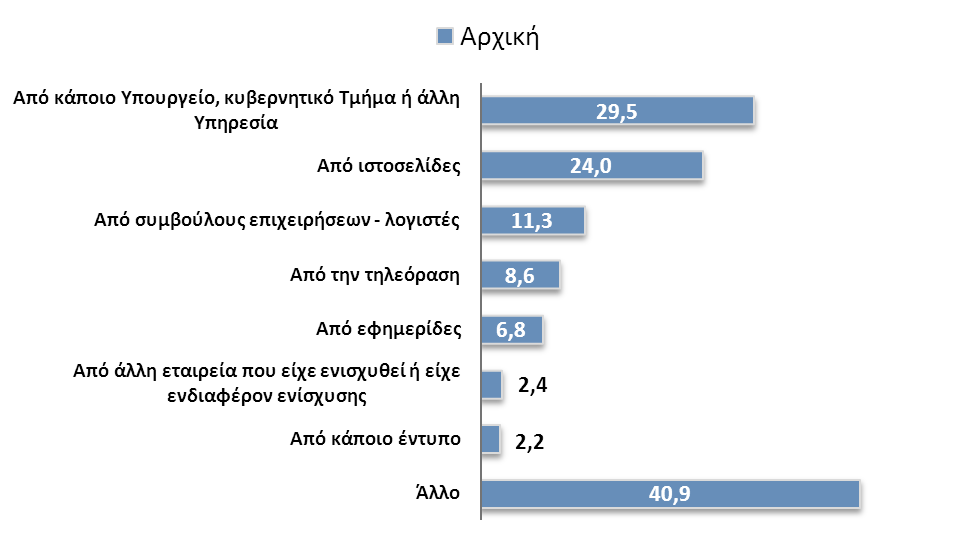 Αρχική
Από κάποιο Υπουργείο, κυβερνητικό Τμήμα ή άλλη
Υπηρεσία
29,5
Από ιστοσελίδες
24,0
Από συμβούλους επιχειρήσεων - λογιστές
11,3
Από την τηλεόραση
8,6
Από εφημερίδες
6,8
Από άλλη εταιρεία που είχε ενισχυθεί ή είχε
ενδιαφέρον ενίσχυσης
2,4
Από κάποιο έντυπο
2,2
Άλλο
40,9